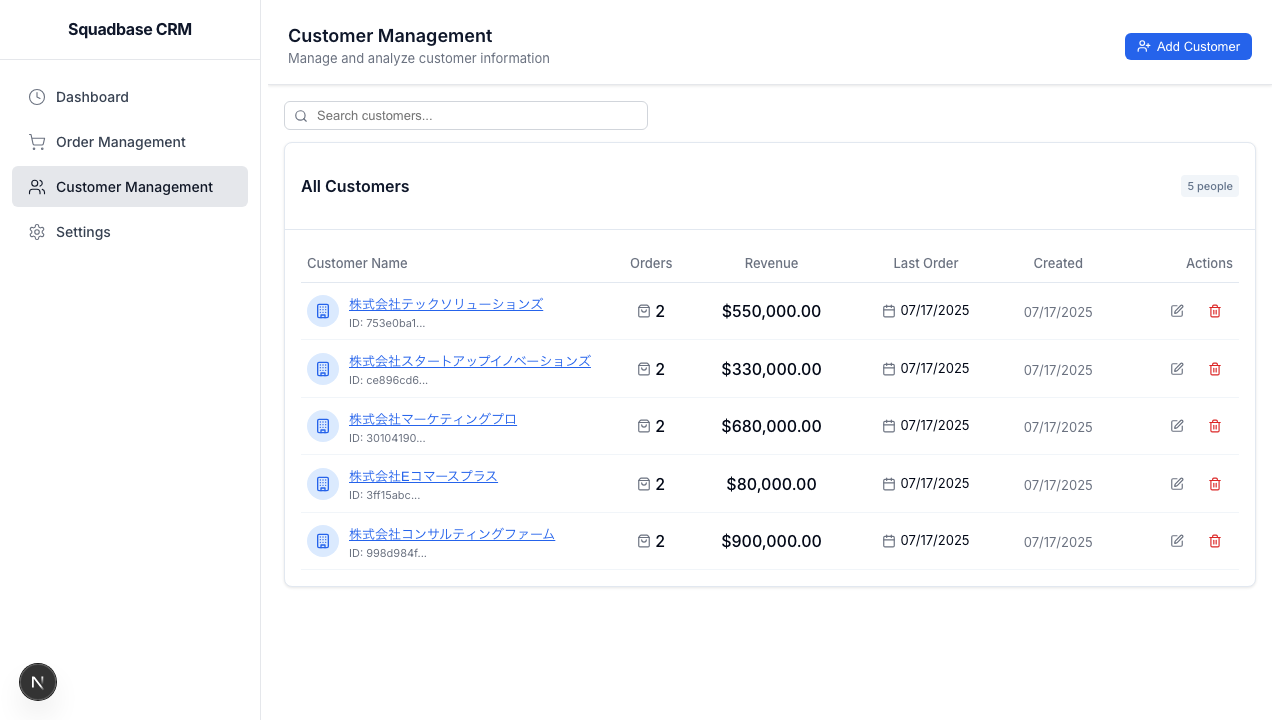 Squadbase CRM
Dashboard
Order Management
Customer Management
Settings
Customer Management
Manage and analyze customer information
Add Customer
Search customers...
All Customers
5 people
Customer Name Orders Revenue Last Order Created Actions
株式会社テックソリューションズ
ID: 753e0ba1...
2 $550,000.00 07/17/2025 07/17/2025
株式会社スタートアップイノベーションズ
ID: ce896cd6...
2 $330,000.00 07/17/2025 07/17/2025
株式会社マーケティングプロ
ID: 30104190...
2 $680,000.00 07/17/2025 07/17/2025
株式会社Eコマースプラス
ID: 3ff15abc...
2 $80,000.00 07/17/2025 07/17/2025
株式会社コンサルティングファーム
ID: 998d984f...
2 $900,000.00 07/17/2025 07/17/2025
N